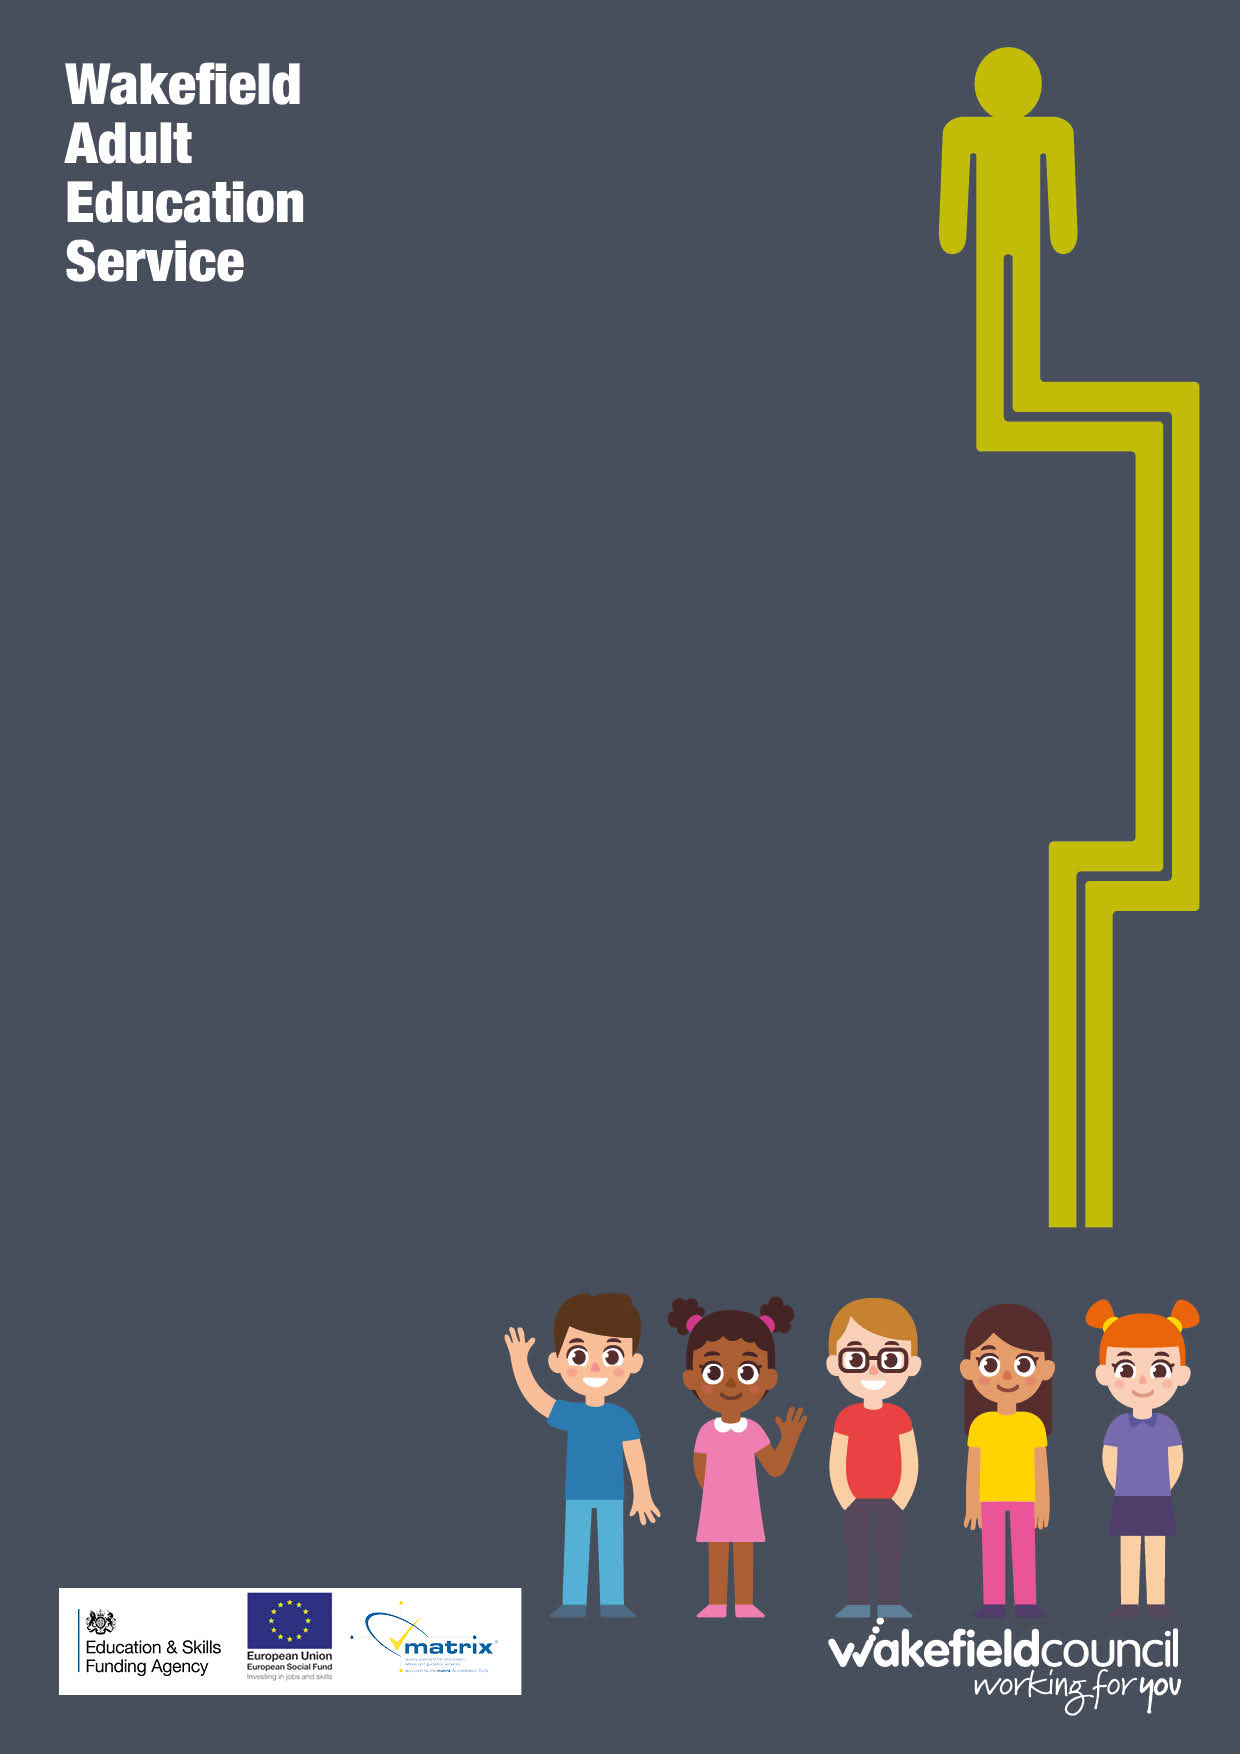 Wakefield
Adult
Education
Service
Education & Skills
Funding Agency
European Union
European Social Fund
Investing in jobs and skills
matrix
wakefieldcouncil
working for you